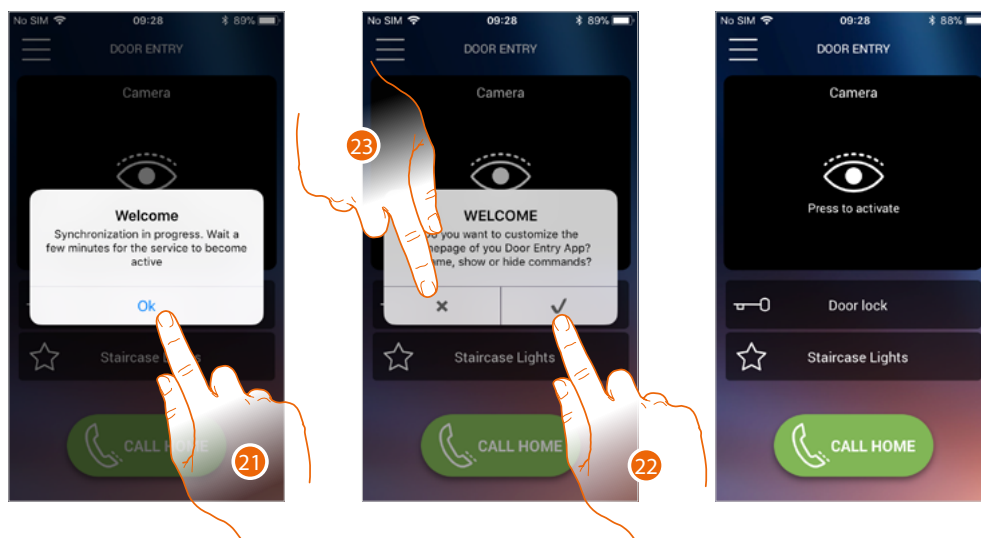 No SIM 09:28 89%
DOOR ENTRY
Camera
Welcome
Synchronization in progress. Wait a
few minutes for the service to become
active
Ok
Staircase
CALL
21
No SIM 09:28 89%
DOOR ENTRY
Camera
23
WELCOME
you want to customize the
of you Door Entry App?
show or hide commands?
Staircase Lights
CALL HOME
22
No SIM 09:28 88%
DOOR ENTRY
Camera
Press to activate
Door lock
Staircase Lights
CALL HOME